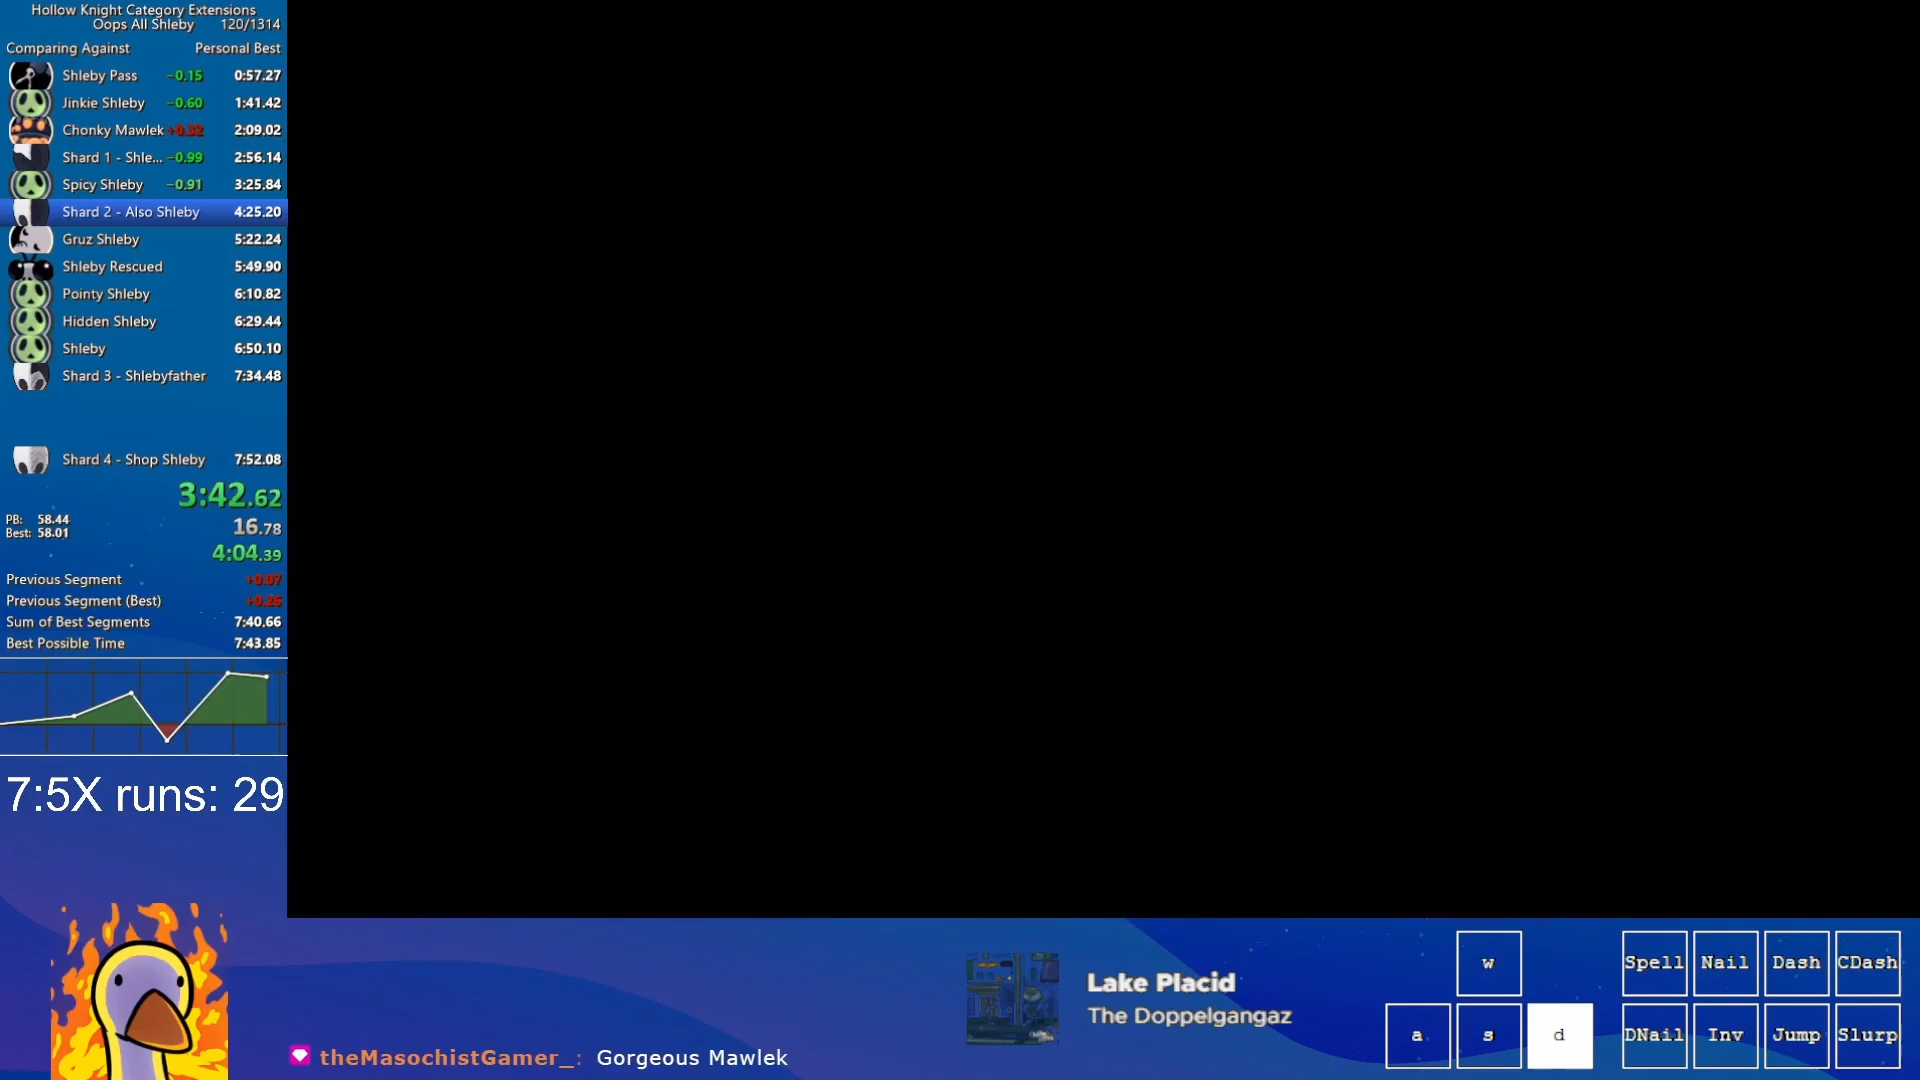 Hollow Knight Category Extensions
Oops All Shleby 120/1314
Comparing Against Personal Best
Shleby Pass −0.15 0:57.27
Jinkie Shleby −0.60 1:41.42
Chonky Mawlek +0.32 2:09.02
Shard 1 - Shle... −0.99 2:56.14
Spicy Shleby −0.91 3:25.84
Shard 2 - Also Shleby 4:25.20
Gruz Shleby 5:22.24
Shleby Rescued 5:49.90
Pointy Shleby 6:10.82
Hidden Shleby 6:29.44
Shleby 6:50.10
Shard 3 - Shlebyfather 7:34.48
Shard 4 - Shop Shleby 7:52.08
3:42.62
PB: 58.44
Best: 58.01
16.78
4:04.39
Previous Segment +0.07
Previous Segment (Best) +0.26
Sum of Best Segments 7:40.66
Best Possible Time 7:43.85
7:5X runs: 29
theMasochistGamer_: Gorgeous Mawlek
Lake Placid
The Doppelgangaz
w
a s d
Spell Nail Dash CDash
DNail Inv Jump Slurp